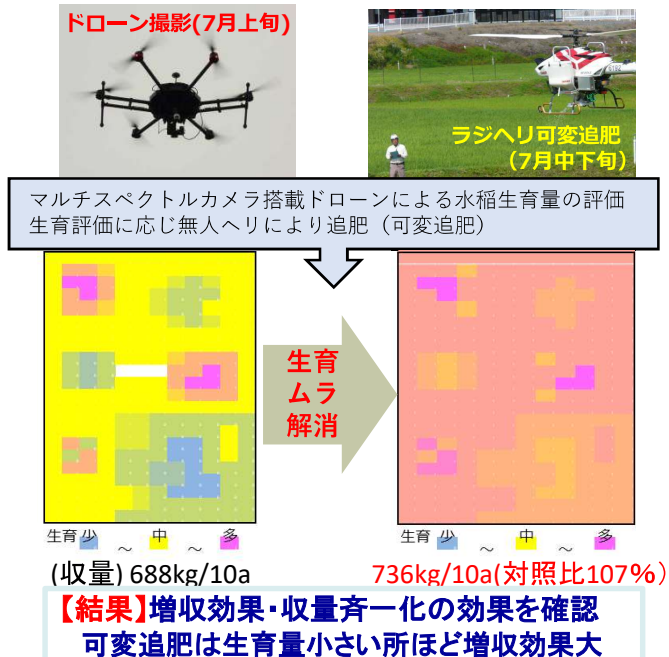 ドローン撮影(7月上旬)
ラジヘリ可変追肥
(7月中下旬)
マルチスペクトルカメラ搭載ドローンによる水稲生育量の評価
生育評価に応じ無人ヘリにより追肥（可変追肥）
生育
ムラ
解消
生育 少 ～ 中 ～ 多
生育 少 ～ 中 ～ 多
(収量) 688kg/10a
736kg/10a(対照比107%)
【結果】増収効果・収量斉一化の効果を確認
可変追肥は生育量小さい所ほど増収効果大